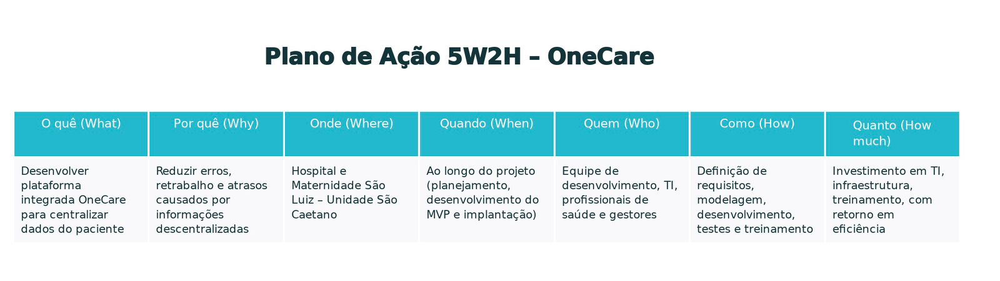 Plano de Ação 5W2H – OneCare
O quê (What)
Por quê (Why)
Onde (Where)
Quando (When)
Quem (Who)
Como (How)
Quanto (How
much)
Desenvolver
plataforma
integrada OneCare
para centralizar
dados do paciente
Reduzir erros,
retrabalho e atrasos
causados por
informações
descentralizadas
Hospital e
Maternidade São
Luiz – Unidade São
Caetano
Ao longo do projeto
(planejamento,
desenvolvimento do
MVP e implantação)
Equipe de
desenvolvimento, TI,
profissionais de
saúde e gestores
Definição de
requisitos,
modelagem,
desenvolvimento,
testes e treinamento
Investimento em TI,
infraestrutura,
treinamento, com
retorno em
eficiência